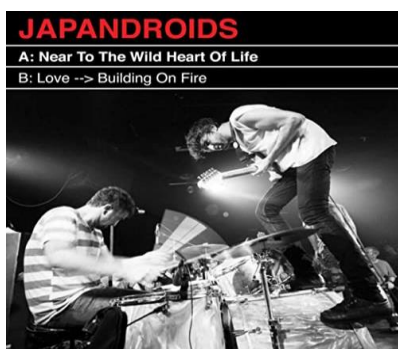 JAPANDROIDS
A: Near To The Wild Heart Of Life
B: Love --> Building On Fire